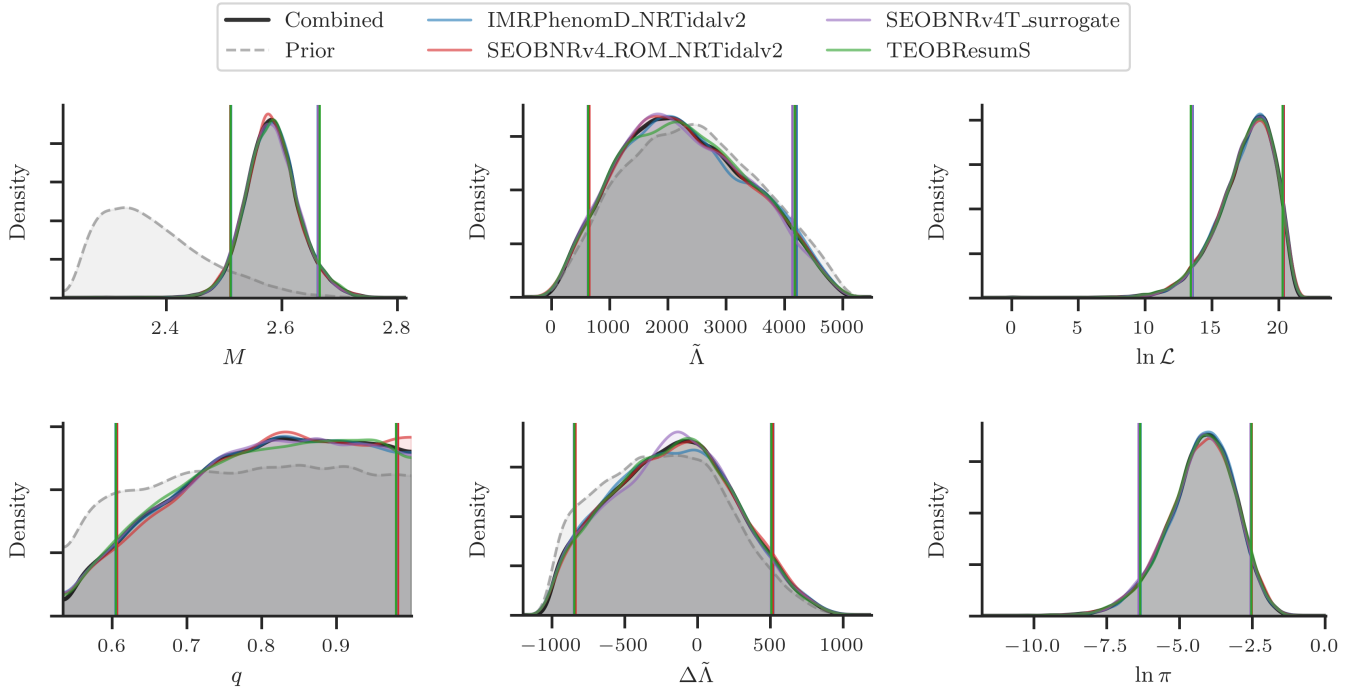 Combined IMRPhenomD_NRTidalv2 SEOBNRv4T_surrogate
Prior SEOBNRv4_ROM_NRTidalv2 TEOBResumS
Density Density Density
2.4 2.6 2.8 0 1000 2000 3000 4000 5000 0 5 10 15 20
M Λ̃ ln ℒ
Density Density Density
0.6 0.7 0.8 0.9 −1000 −500 0 500 1000 −10.0 −7.5 −5.0 −2.5 0.0
q ΔΛ̃ ln π